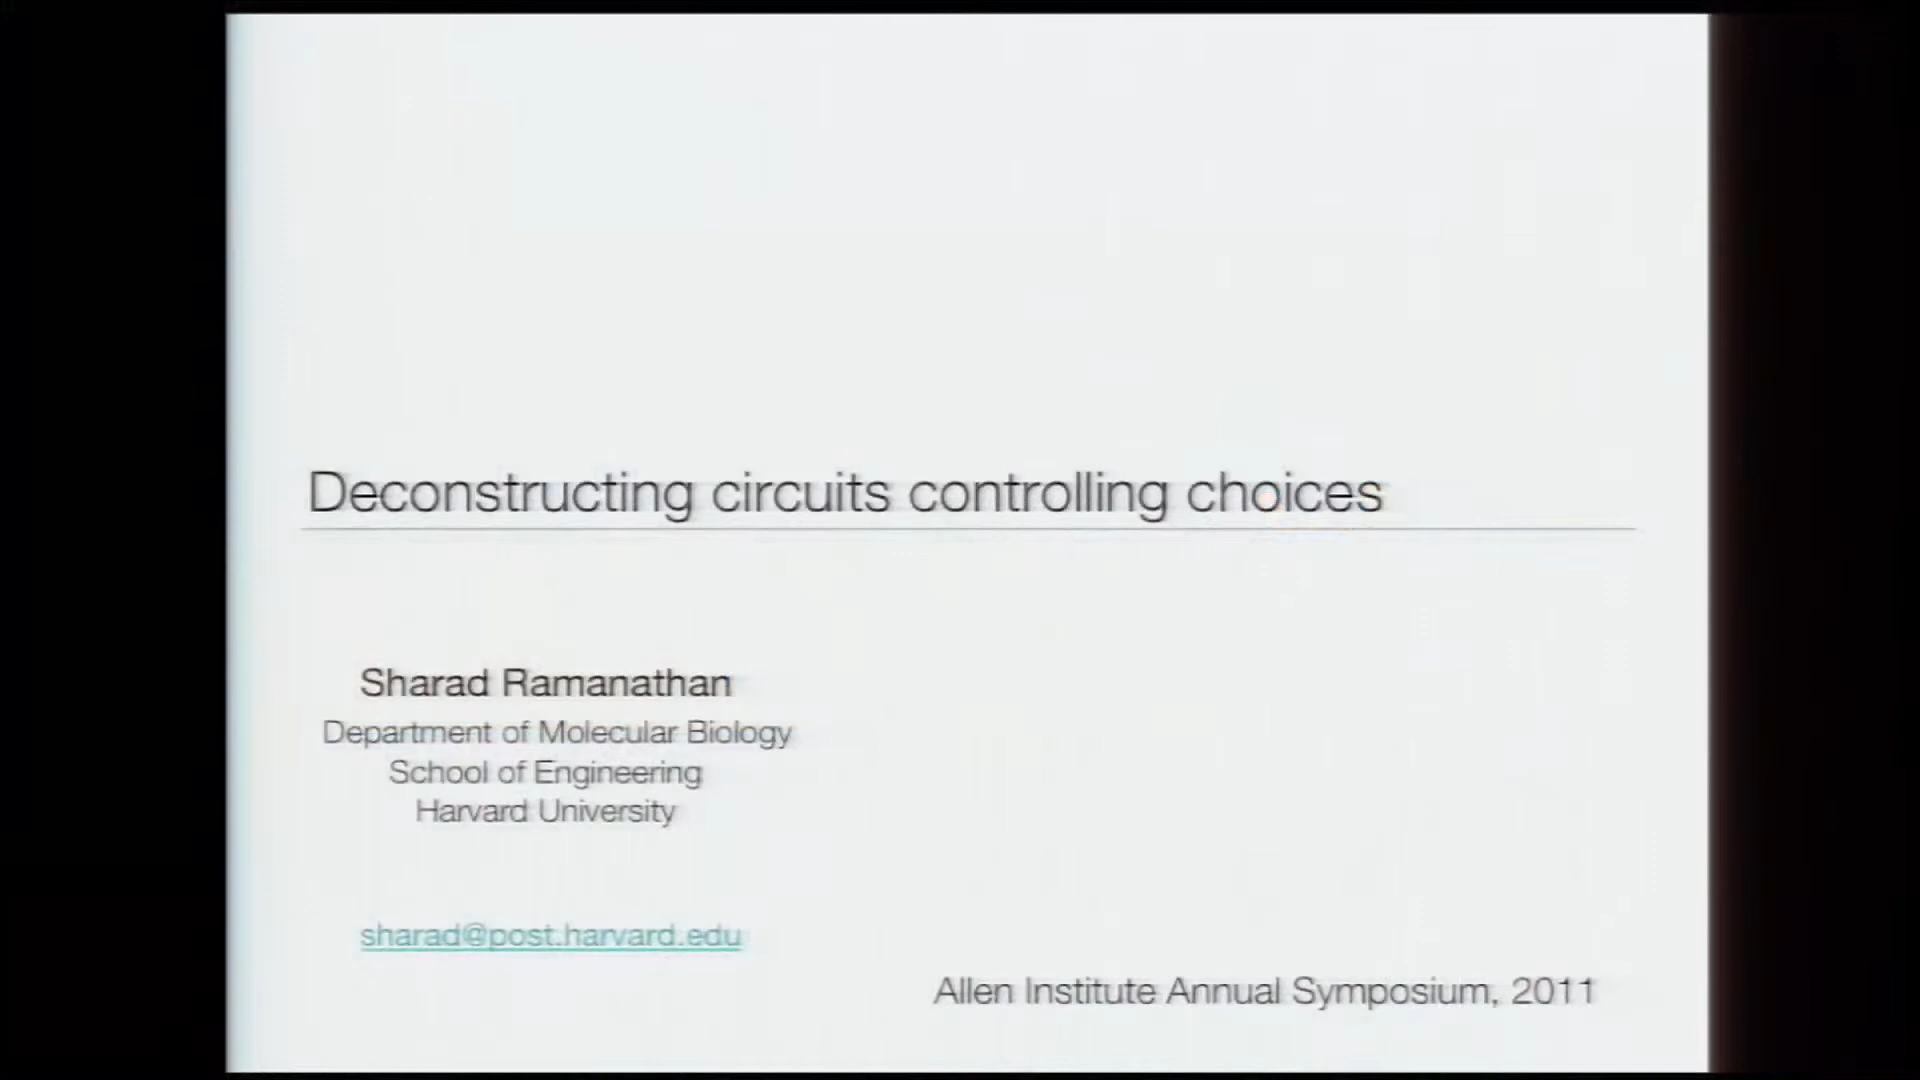 Deconstructing circuits controlling choices
Sharad Ramanathan
Department of Molecular Biology
School of Engineering
Harvard University
sharad@post.harvard.edu
Allen Institute Annual Symposium, 2011